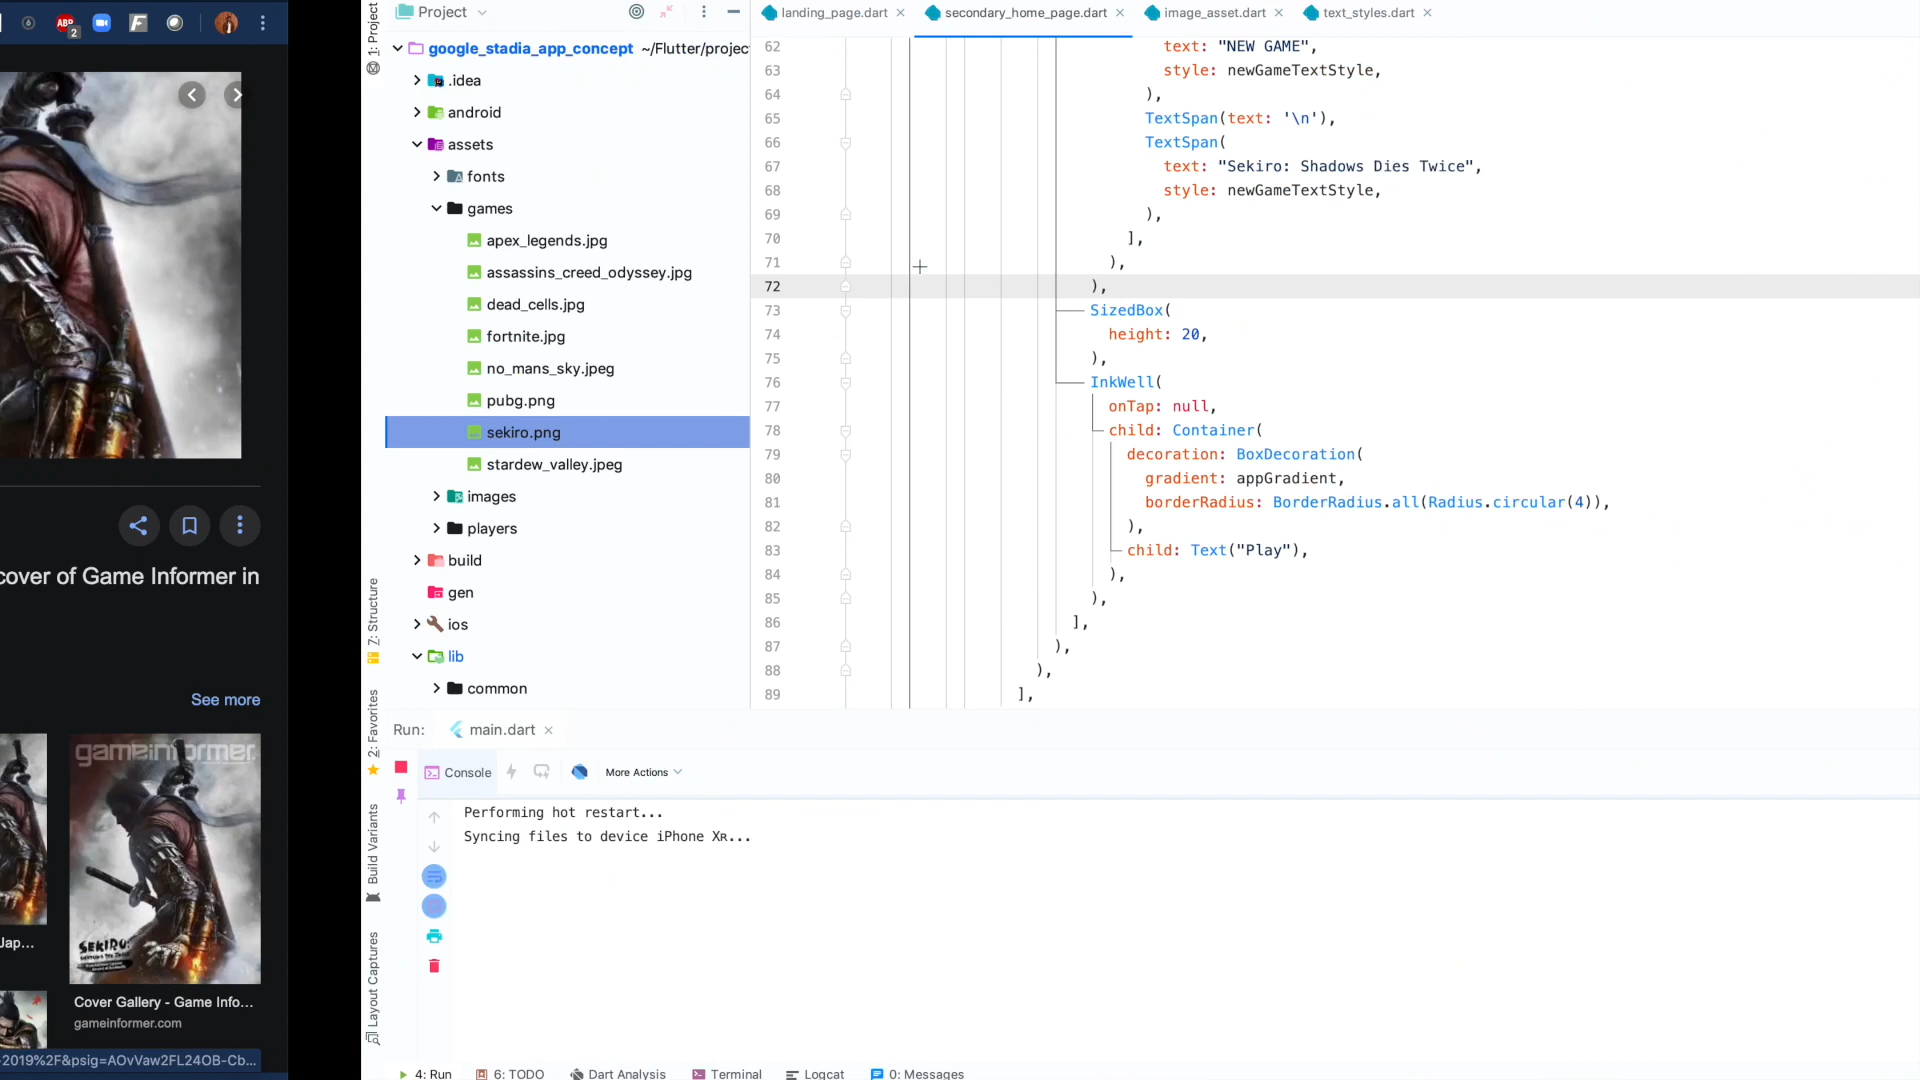 ABP
2
cover of Game Informer in
See more
gameinformer
SEKIRO
Jap...
Cover Gallery - Game Info...
gameinformer.com
2019%2F&psig=AOvVaw2FL24OB-Cb...
1: Project
7: Structure
2: Favorites
Build Variants
Layout Captures
Project
google_stadia_app_concept ~/Flutter/projec
.idea
android
assets
fonts
games
apex_legends.jpg
assassins_creed_odyssey.jpg
dead_cells.jpg
fortnite.jpg
no_mans_sky.jpeg
pubg.png
sekiro.png
stardew_valley.jpeg
images
players
build
gen
ios
lib
common
landing_page.dart
secondary_home_page.dart
image_asset.dart
text_styles.dart
62 text: "NEW GAME",
63 style: newGameTextStyle,
64 ),
65 TextSpan(text: '\n'),
66 TextSpan(
67 text: "Sekiro: Shadows Dies Twice",
68 style: newGameTextStyle,
69 ),
70 ],
71 ),
72 ),
73 SizedBox(
74 height: 20,
75 ),
76 InkWell(
77 onTap: null,
78 child: Container(
79 decoration: BoxDecoration(
80 gradient: appGradient,
81 borderRadius: BorderRadius.all(Radius.circular(4)),
82 ),
83 child: Text("Play"),
84 ),
85 ),
86 ],
87 ),
88 ),
89 ],
Run: main.dart
Console More Actions
Performing hot restart...
Syncing files to device iPhone Xʀ...
4: Run 6: TODO Dart Analysis Terminal Logcat 0: Messages